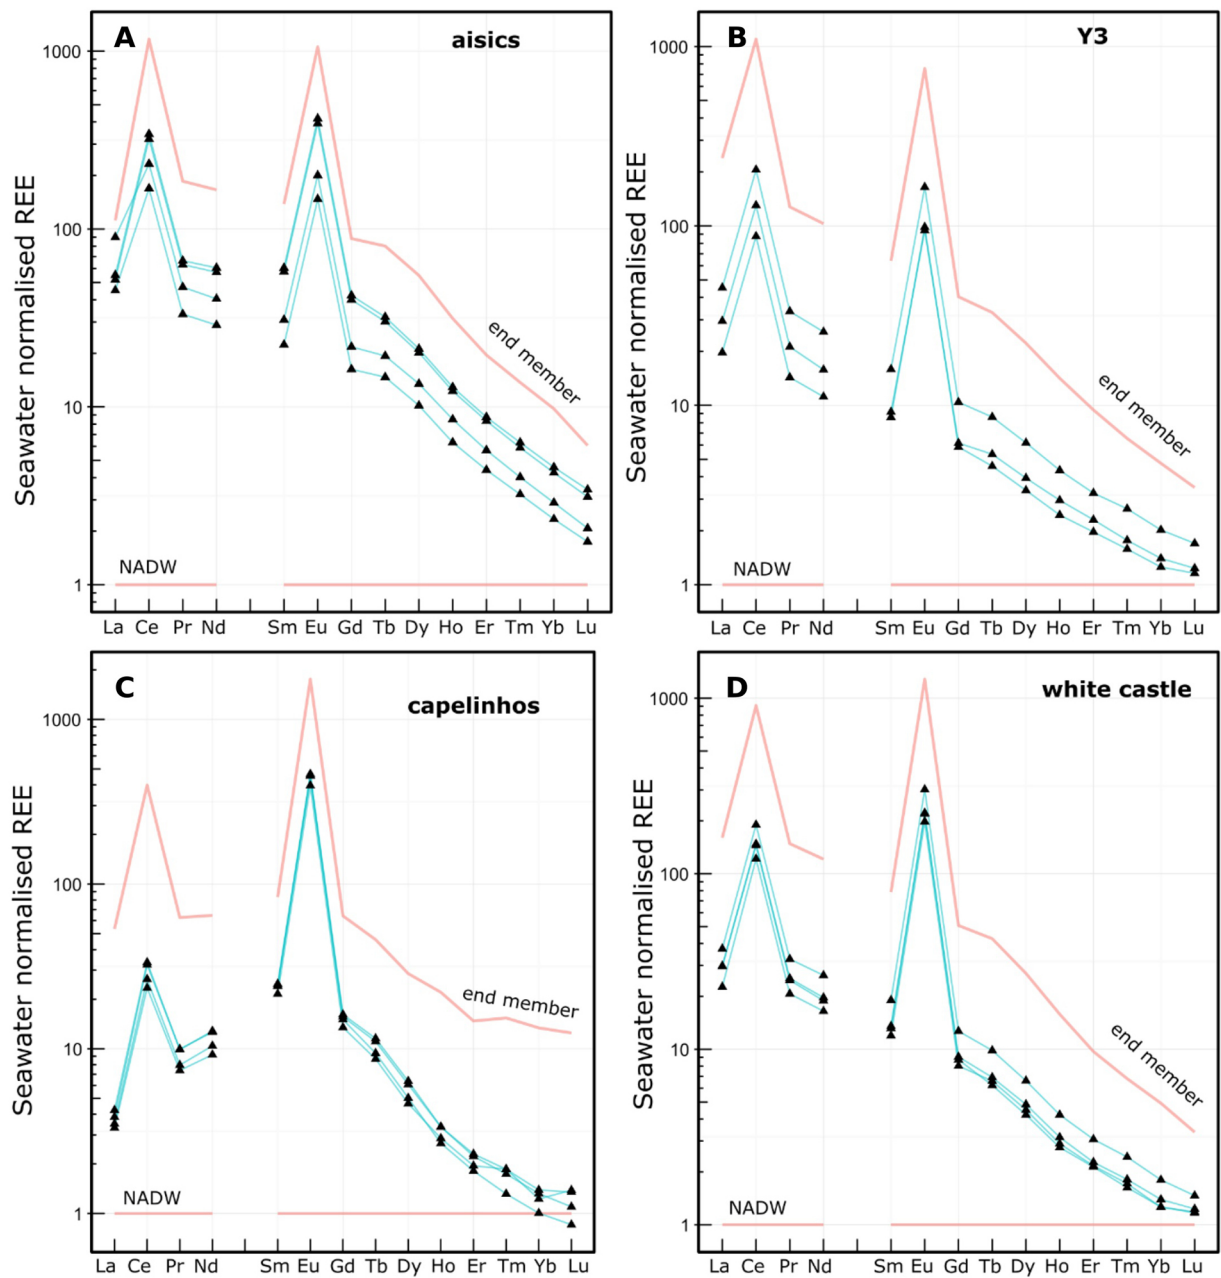 A
aisics
Seawater normalised REE
1000
100
10
1
end member
NADW
La Ce Pr Nd Sm Eu Gd Tb Dy Ho Er Tm Yb Lu
B
Y3
Seawater normalised REE
1000
100
10
1
end member
NADW
La Ce Pr Nd Sm Eu Gd Tb Dy Ho Er Tm Yb Lu
C
capelinhos
Seawater normalised REE
1000
100
10
1
end member
NADW
La Ce Pr Nd Sm Eu Gd Tb Dy Ho Er Tm Yb Lu
D
white castle
Seawater normalised REE
1000
100
10
1
end member
NADW
La Ce Pr Nd Sm Eu Gd Tb Dy Ho Er Tm Yb Lu